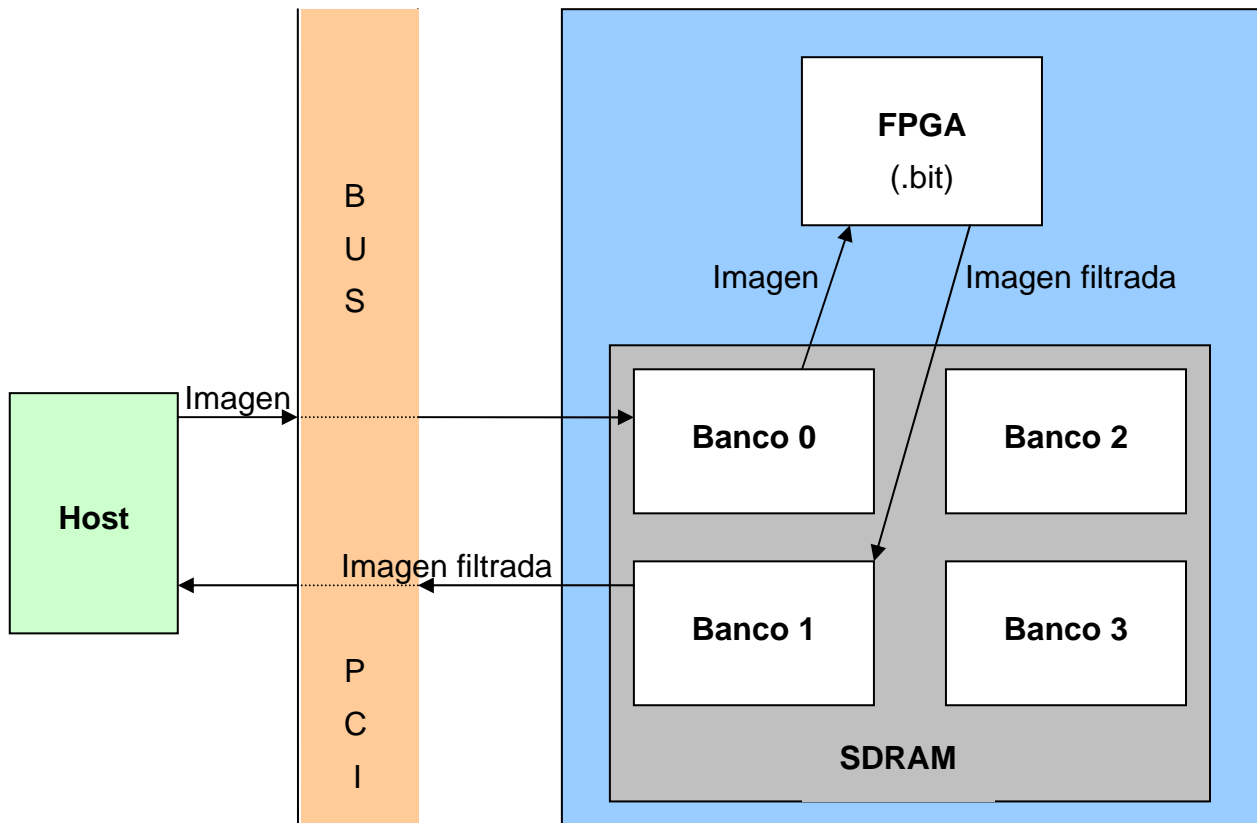 FPGA
(.bit)
B
U
S
Imagen
Imagen filtrada
Imagen
Banco 0
Banco 2
Host
Imagen filtrada
Banco 1
Banco 3
P
C
I
SDRAM